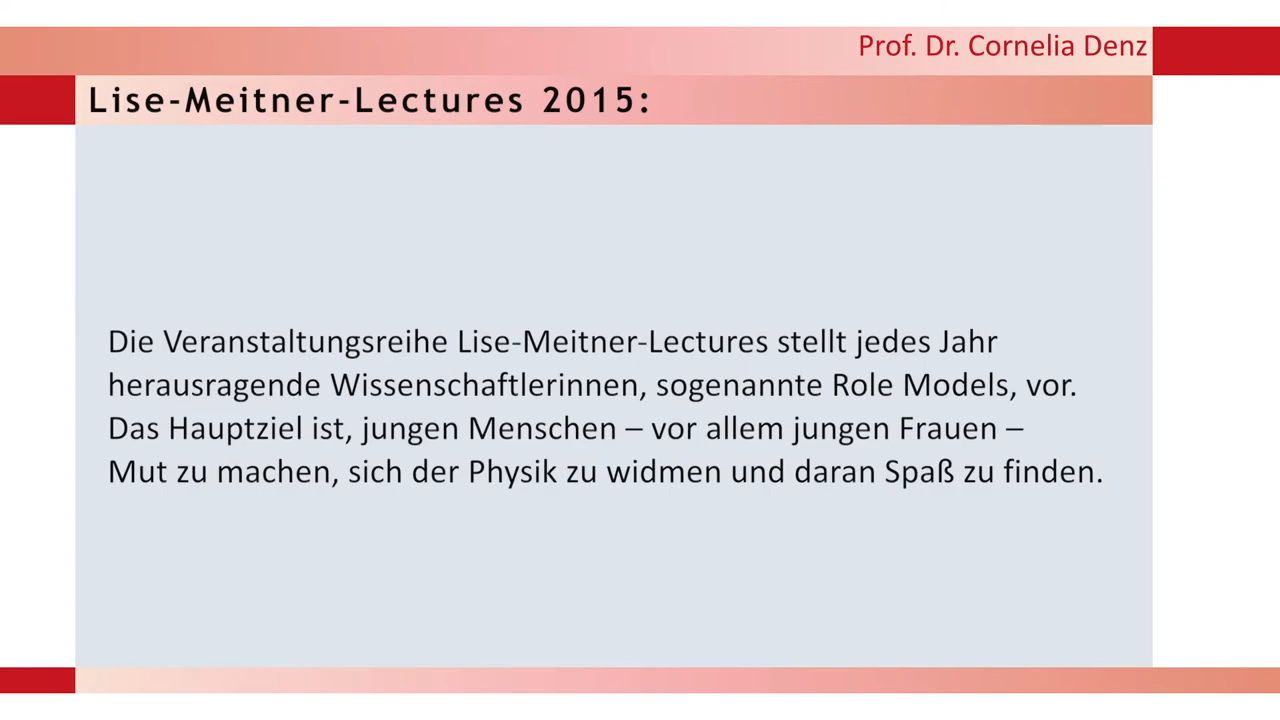 Prof. Dr. Cornelia Denz
Lise-Meitner-Lectures 2015:
Die Veranstaltungsreihe Lise-Meitner-Lectures stellt jedes Jahr
herausragende Wissenschaftlerinnen, sogenannte Role Models, vor.
Das Hauptziel ist, jungen Menschen – vor allem jungen Frauen –
Mut zu machen, sich der Physik zu widmen und daran Spaß zu finden.